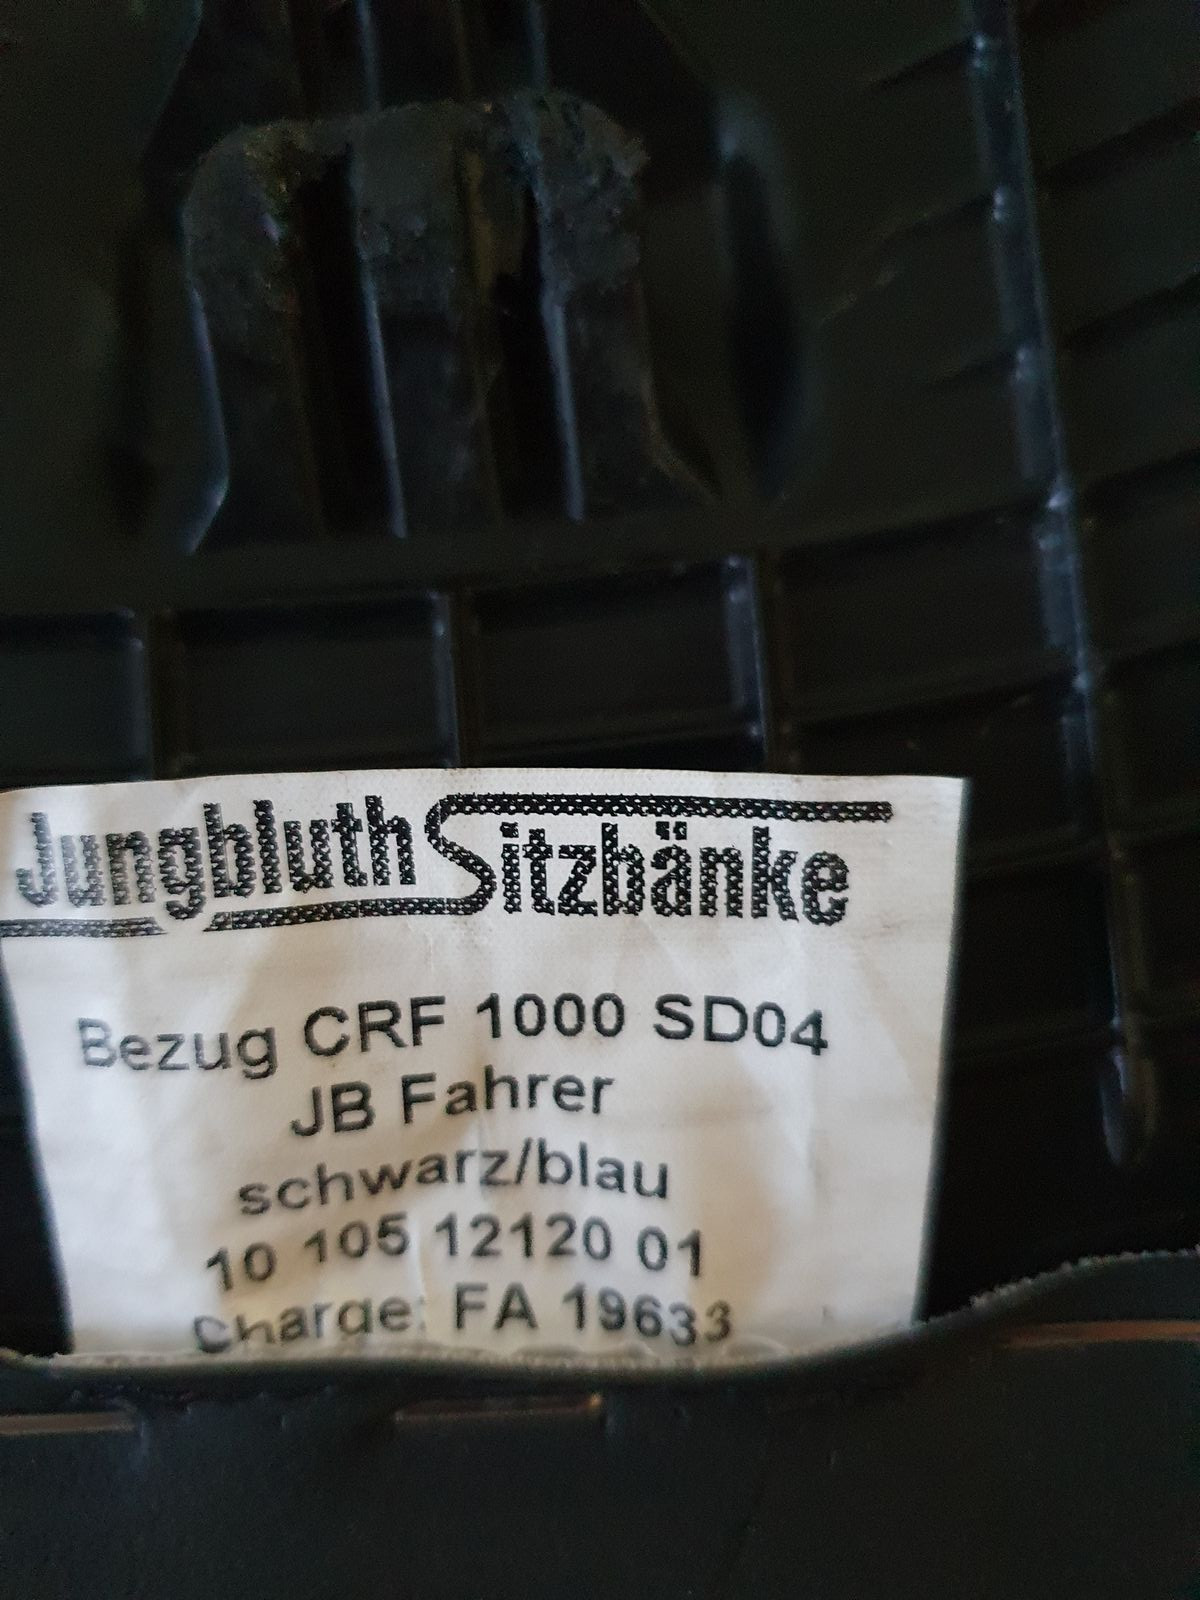 Jungbluth Sitzbänke
Bezug CRF 1000 SD04
JB Fahrer
schwarz/blau
10 105 12120 01
Charge: FA 19633